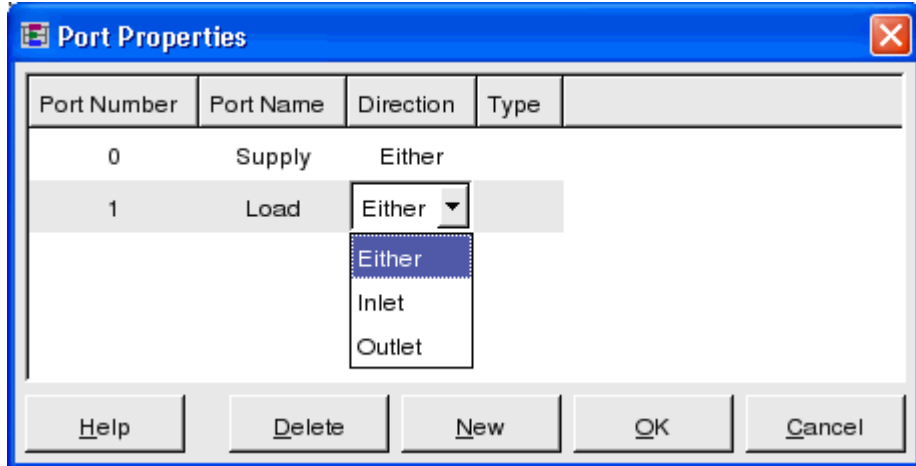 Port Properties
Port Number Port Name Direction Type
0 Supply Either
1 Load Either
Either
Inlet
Outlet
Help Delete New OK Cancel